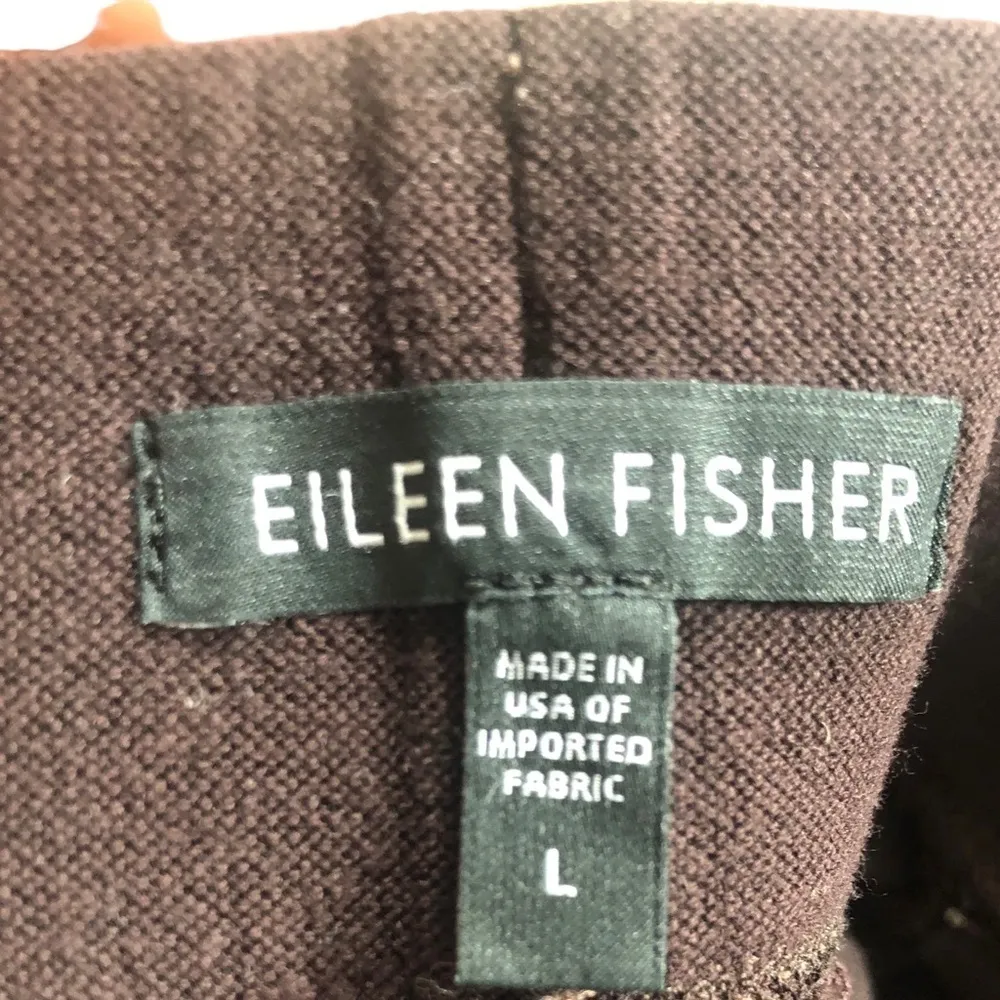 EILEEN FISHER
MADE IN
USA OF
IMPORTED
FABRIC
L